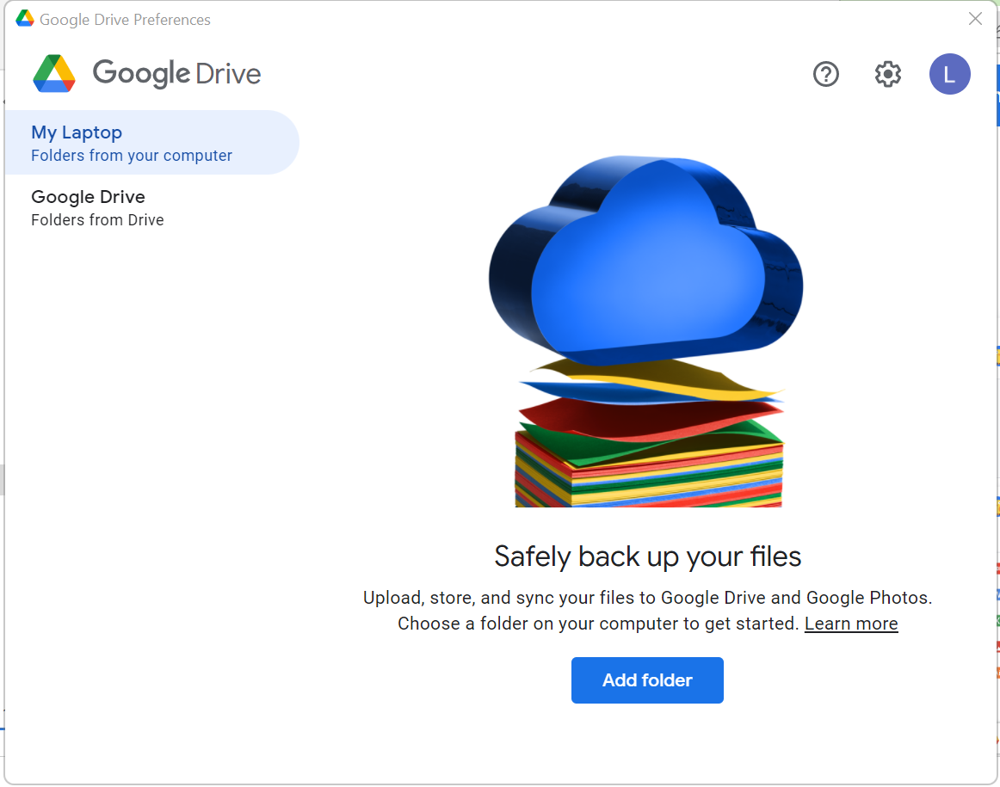 Google Drive Preferences
Google Drive
L
My Laptop
Folders from your computer
Google Drive
Folders from Drive
Safely back up your files
Upload, store, and sync your files to Google Drive and Google Photos.
Choose a folder on your computer to get started. Learn more
Add folder